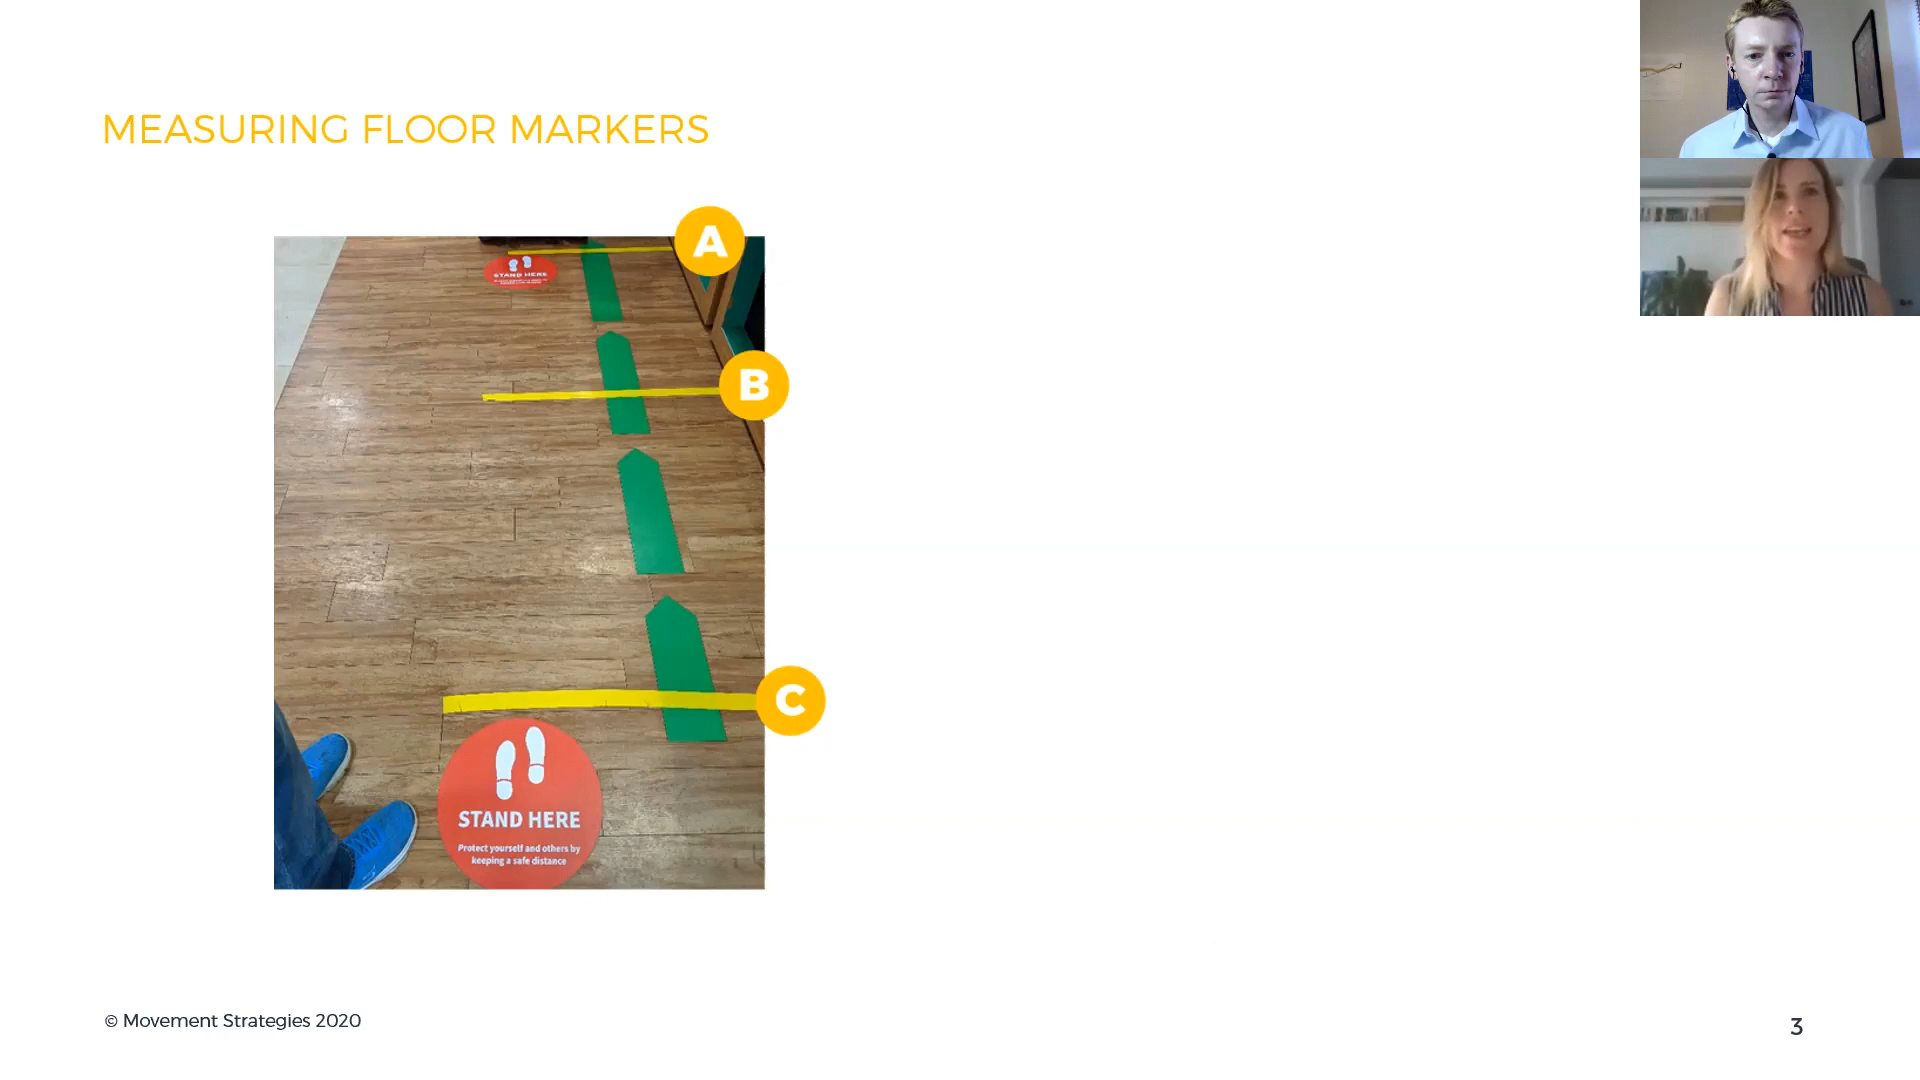 MEASURING FLOOR MARKERS
A
STAND HERE
B
C
STAND HERE
Protect yourself and others by
keeping a safe distance
© Movement Strategies 2020
3